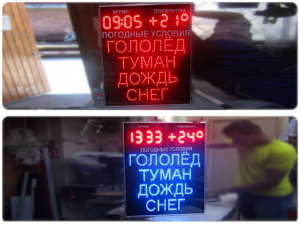 ВРЕМЯ ТЕМПЕРАТУРА
09:05 +21°
ПОГОДНЫЕ УСЛОВИЯ
ГОЛОЛЁД
ТУМАН
ДОЖДЬ
СНЕГ
13 33 +24°
ПОГОДНЫЕ УСЛОВИЯ
ГОЛОЛЁД
ТУМАН
ДОЖДЬ
СНЕГ